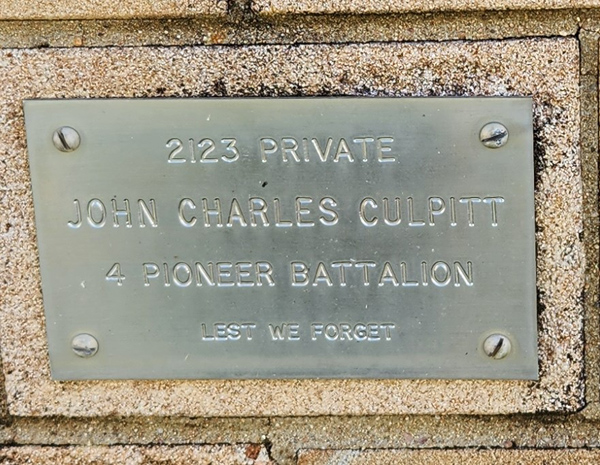 2123 PRIVATE
JOHN CHARLES CULPITT
4 PIONEER BATTALION
LEST WE FORGET